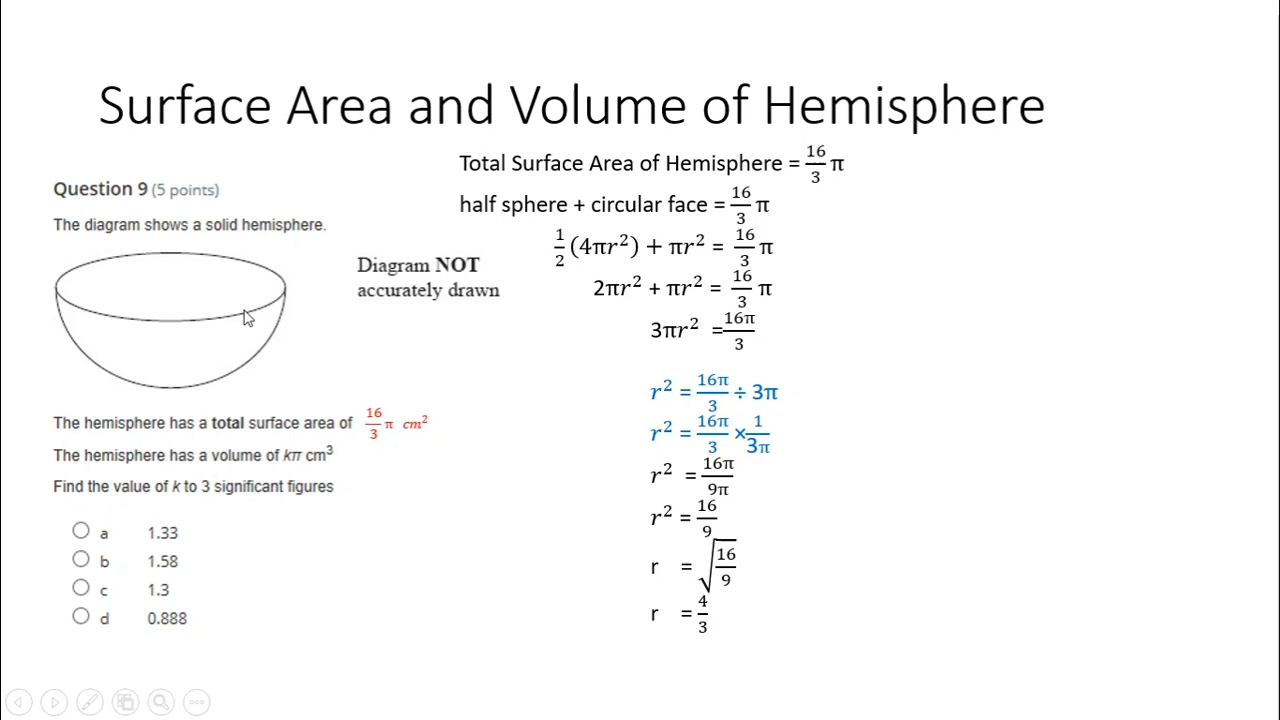 Surface Area and Volume of Hemisphere
Question 9 (5 points)
The diagram shows a solid hemisphere.
Diagram NOT
accurately drawn
The hemisphere has a total surface area of 16/3 π cm²
The hemisphere has a volume of kπ cm³
Find the value of k to 3 significant figures
a 1.33
b 1.58
c 1.3
d 0.888
Total Surface Area of Hemisphere = 16/3 π
half sphere + circular face = 16/3 π
1/2 (4πr²) + πr² = 16/3 π
2πr² + πr² = 16/3 π
3πr² = 16π/3
r² = 16π/3 ÷ 3π
r² = 16π/3 × 1/3π
r² = 16π/9π
r² = 16/9
r = √16/9
r = 4/3